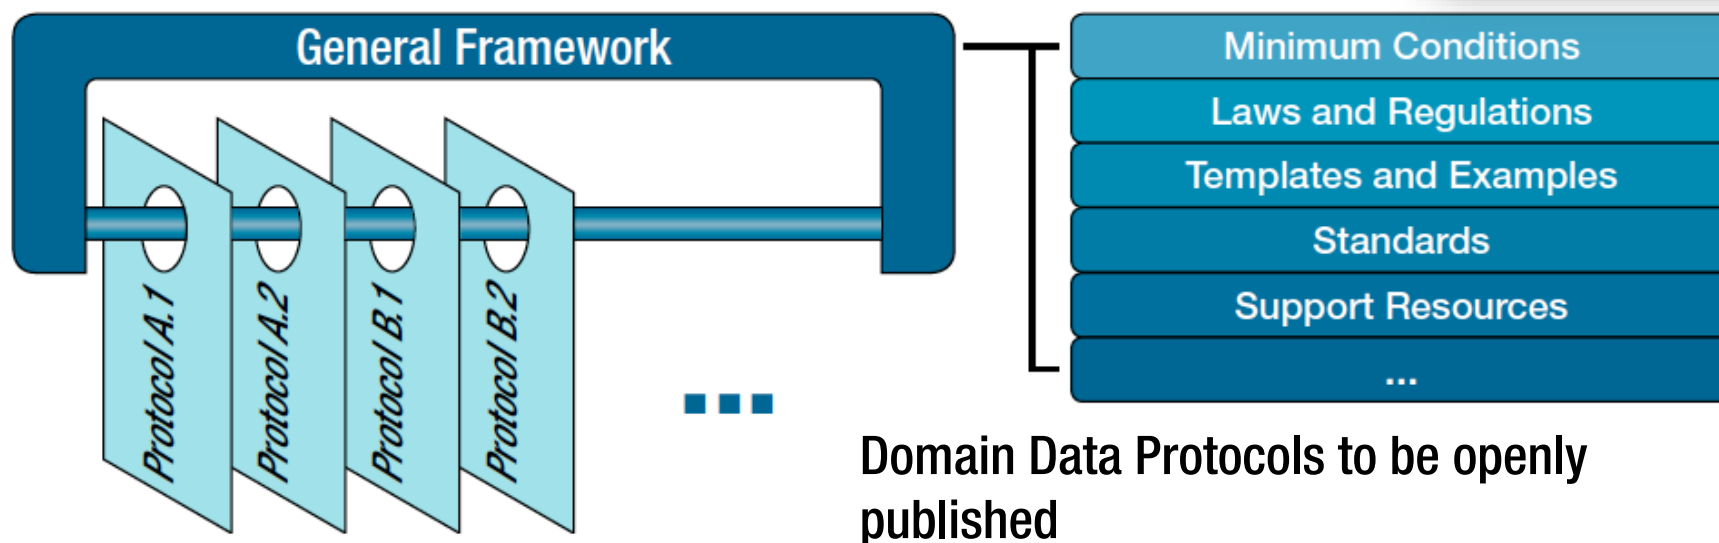 General Framework
Minimum Conditions
Laws and Regulations
Templates and Examples
Standards
Support Resources
...
Protocol A.1
Protocol A.2
Protocol B.1
Protocol B.2
Domain Data Protocols to be openly
published